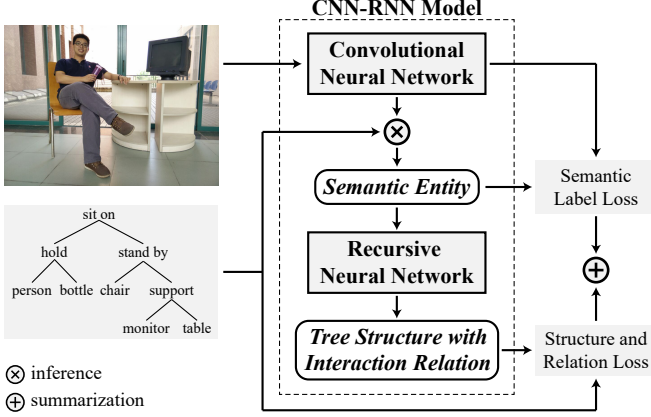 CNN-RNN Model
Convolutional
Neural Network
Semantic Entity
Semantic
Label Loss
sit on
hold stand by
person bottle chair support
monitor table
Recursive
Neural Network
Tree Structure with
Interaction Relation
Structure and
Relation Loss
inference
summarization